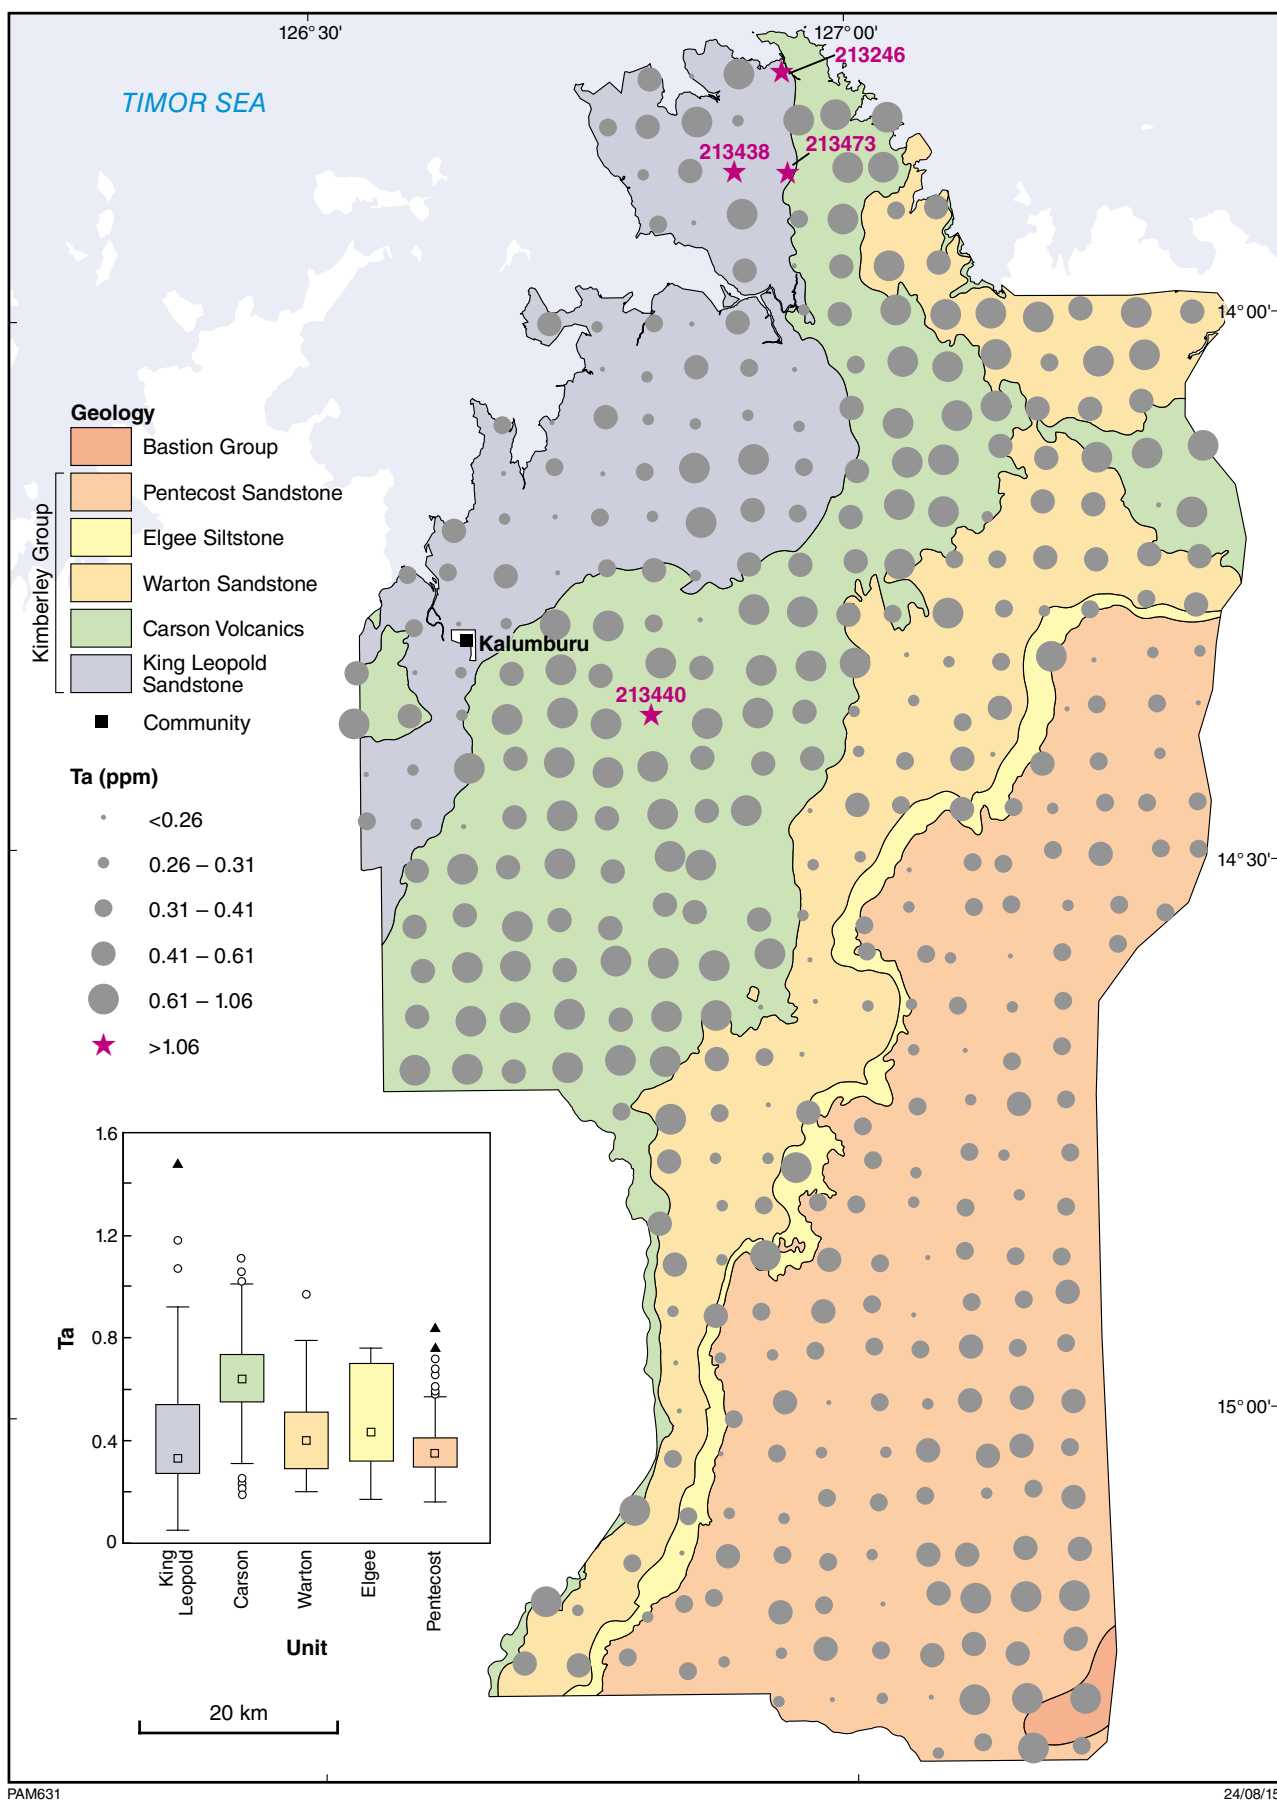 126°30'
127°00'
213246
TIMOR SEA
213473
213438
14°00'
Geology
Bastion Group
Kimberley Group
Pentecost Sandstone
Elgee Siltstone
Warton Sandstone
Carson Volcanics
King Leopold
Sandstone
Community
Kalumburu
213440
Ta (ppm)
<0.26
0.26 – 0.31
0.31 – 0.41
0.41 – 0.61
0.61 – 1.06
>1.06
14°30'
1.6
1.2
0.8
0.4
0
Ta
King
Leopold
Carson
Warton
Elgee
Pentecost
Unit
15°00'
20 km
PAM631
24/08/15